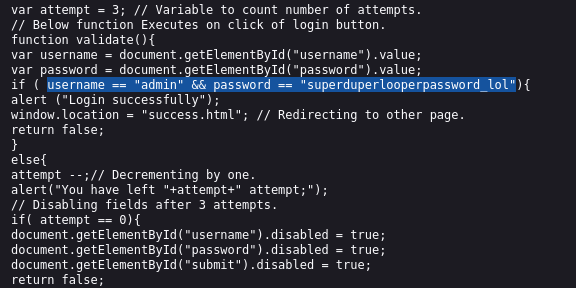 var attempt = 3; // Variable to count number of attempts.
// Below function Executes on click of login button.
function validate(){
var username = document.getElementById("username").value;
var password = document.getElementById("password").value;
if ( username == "admin" && password == "superduperlooperpassword_lol"){
alert ("Login successfully");
window.location = "success.html"; // Redirecting to other page.
return false;
}
else{
attempt --;// Decrementing by one.
alert("You have left "+attempt+" attempt;");
// Disabling fields after 3 attempts.
if( attempt == 0){
document.getElementById("username").disabled = true;
document.getElementById("password").disabled = true;
document.getElementById("submit").disabled = true;
return false;